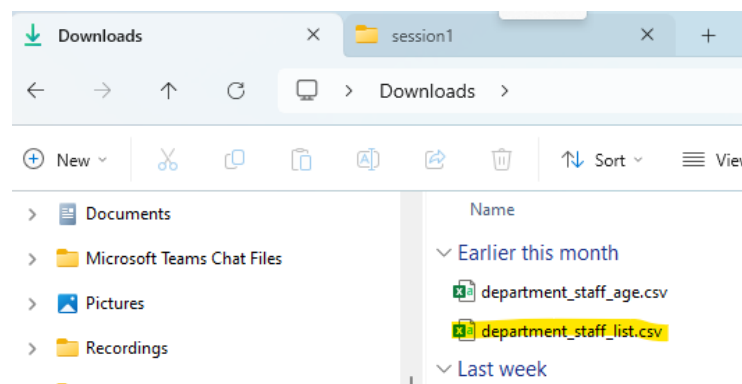 Downloads
session1
Downloads
New
Sort
Documents
Microsoft Teams Chat Files
Pictures
Recordings
Name
Earlier this month
department_staff_age.csv
department_staff_list.csv
Last week